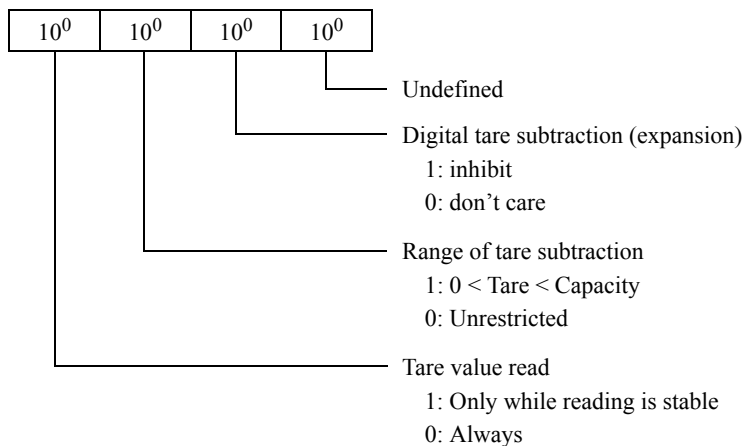 10⁰ 10⁰ 10⁰ 10⁰
Undefined
Digital tare subtraction (expansion)
1: inhibit
0: don’t care
Range of tare subtraction
1: 0 < Tare < Capacity
0: Unrestricted
Tare value read
1: Only while reading is stable
0: Always